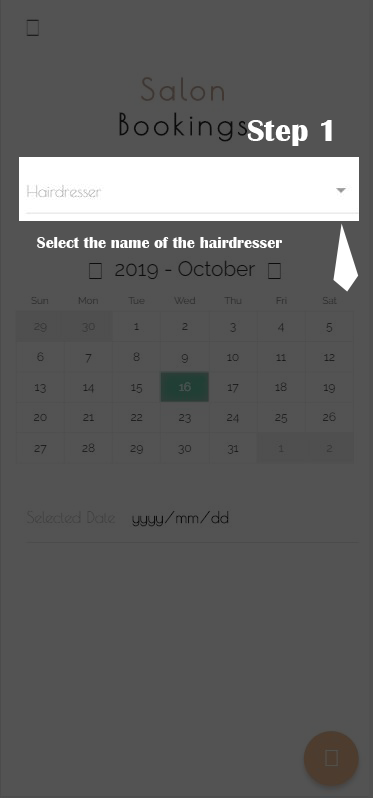 Salon
Bookings
Step 1
Hairdresser
Select the name of the hairdresser
2019 - October
Sun Mon Tue Wed Thu Fri Sat
29 30 1 2 3 4 5
6 7 8 9 10 11 12
13 14 15 16 17 18 19
20 21 22 23 24 25 26
27 28 29 30 31 1 2
Selected Date yyyy/mm/dd